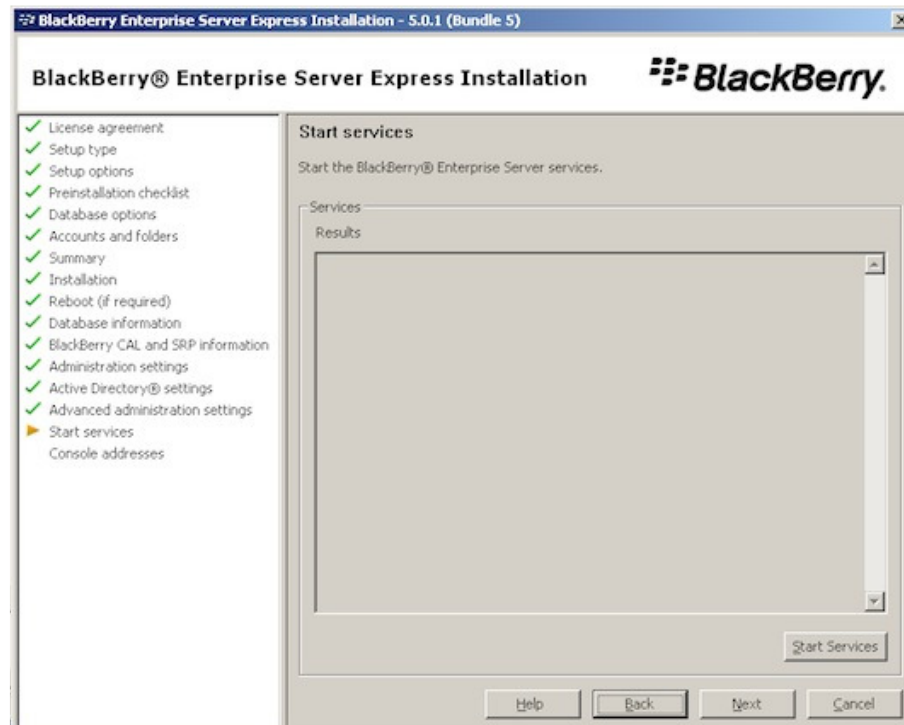 BlackBerry Enterprise Server Express Installation - 5.0.1 (Bundle 5)
BlackBerry® Enterprise Server Express Installation
BlackBerry.
License agreement
Setup type
Setup options
Preinstallation checklist
Database options
Accounts and folders
Summary
Installation
Reboot (if required)
Database information
BlackBerry CAL and SRP information
Administration settings
Active Directory® settings
Advanced administration settings
Start services
Console addresses
Start services
Start the BlackBerry® Enterprise Server services.
Services
Results
Start Services
Help
Back
Next
Cancel